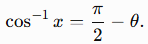 cos⁻¹ x = π/2 − θ.